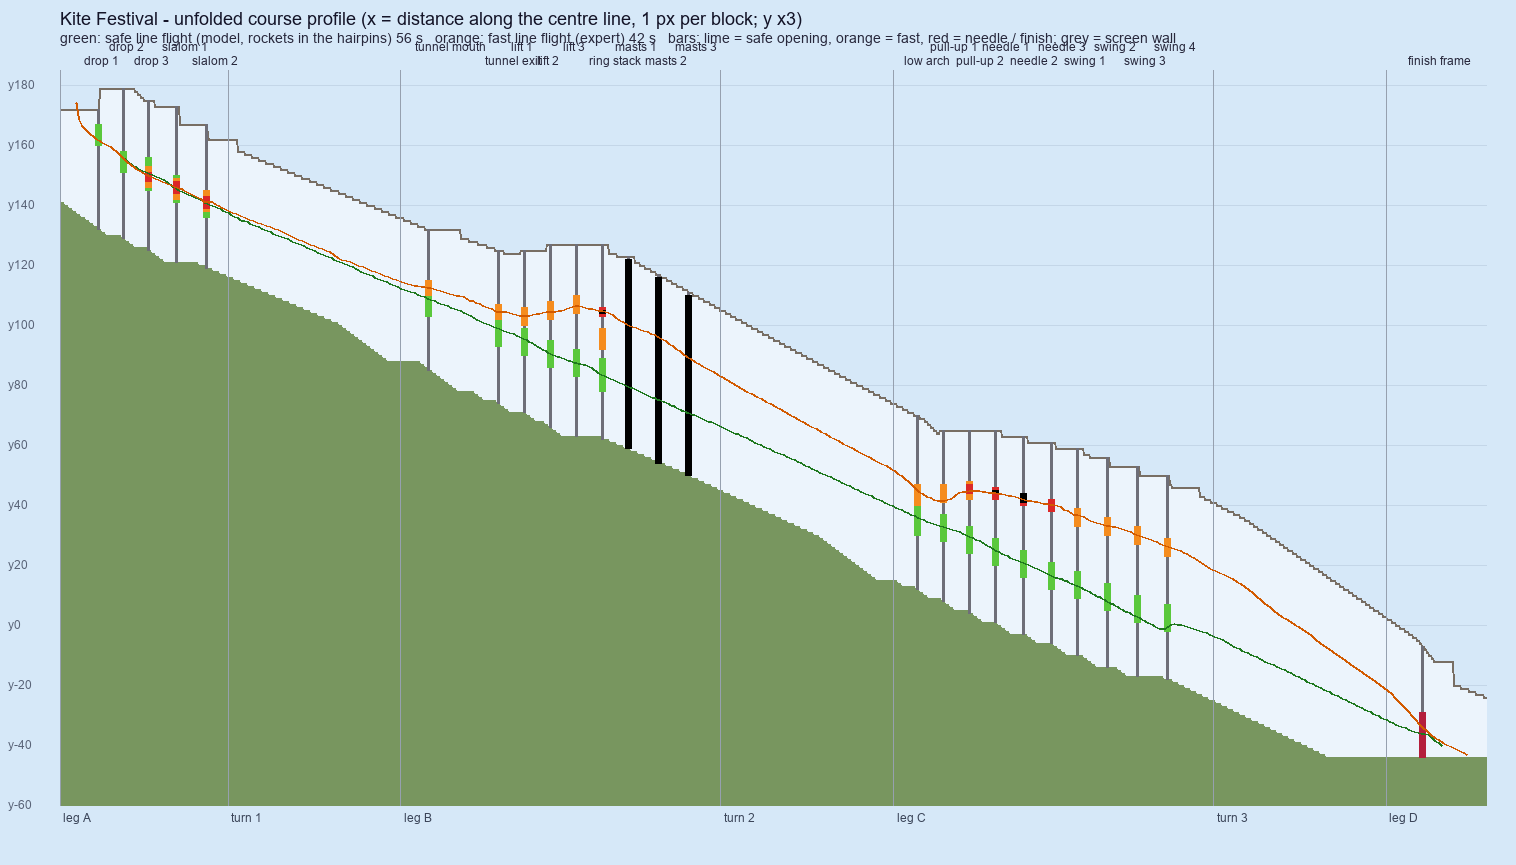 Kite Festival - unfolded course profile (x = distance along the centre line, 1 px per block; y x3)
green: safe line flight (model, rockets in the hairpins) 56 s   orange: fast line flight (expert) 42 s   bars: lime = safe opening, orange = fast, red = needle / finish; grey = screen wall
drop 2 slalom 1 tunnel mouth lift 1 lift 3 masts 1 masts 3 pull-up 1 needle 1 needle 3 swing 2 swing 4
drop 1 drop 3 slalom 2 tunnel exit lift 2 ring stack masts 2 low arch pull-up 2 needle 2 swing 1 swing 3 finish frame
y180
y160
y140
y120
y100
y80
y60
y40
y20
y0
y-20
y-40
y-60
leg A turn 1 leg B turn 2 leg C turn 3 leg D